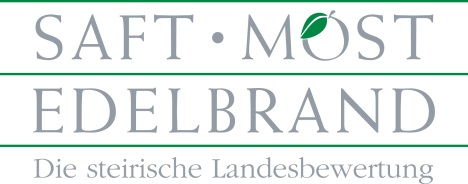 SAFT · MOST
EDELBRAND
Die steirische Landesbewertung